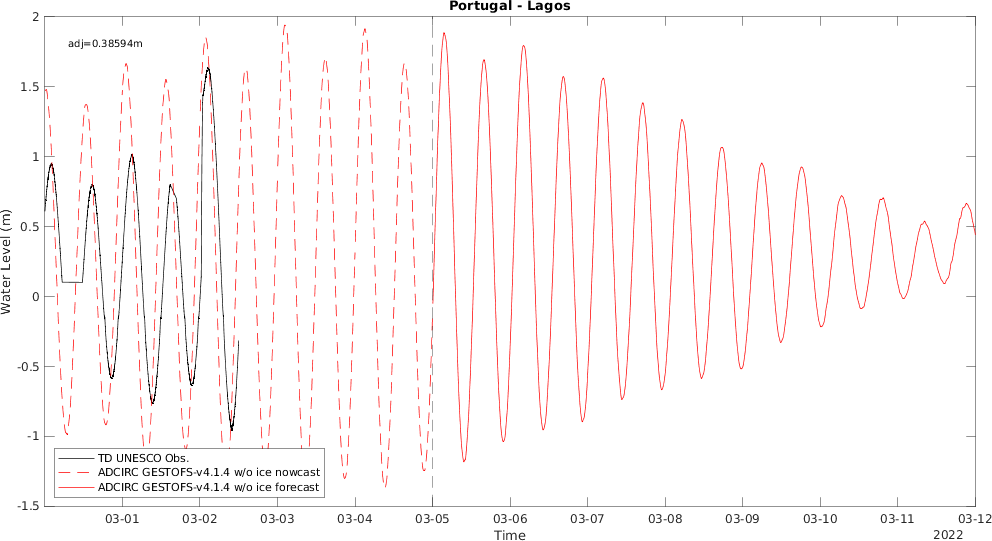 Portugal - Lagos
adj=0.38594m
Water Level (m)
2
1.5
1
0.5
0
-0.5
-1
-1.5
TD UNESCO Obs.
ADCIRC GESTOFS-v4.1.4 w/o ice nowcast
ADCIRC GESTOFS-v4.1.4 w/o ice forecast
03-01 03-02 03-03 03-04 03-05 03-06 03-07 03-08 03-09 03-10 03-11 03-12
Time
2022